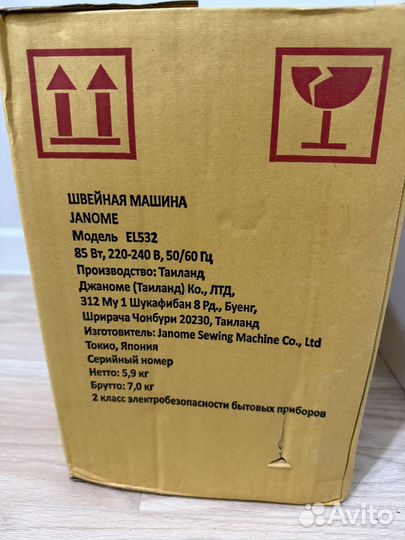 ШВЕЙНАЯ МАШИНА
JANOME
Модель EL532
85 Вт, 220-240 В, 50/60 Гц
Производство: Таиланд
Джаноме (Таиланд) Ко., ЛТД,
312 Му 1 Шукафибан 8 Рд., Буенг,
Шрирача Чонбури 20230, Таиланд
Изготовитель: Janome Sewing Machine Co., Ltd
Токио, Япония
Серийный номер
Нетто: 5,9 кг
Брутто: 7,0 кг
2 класс электробезопасности бытовых приборов
Avito